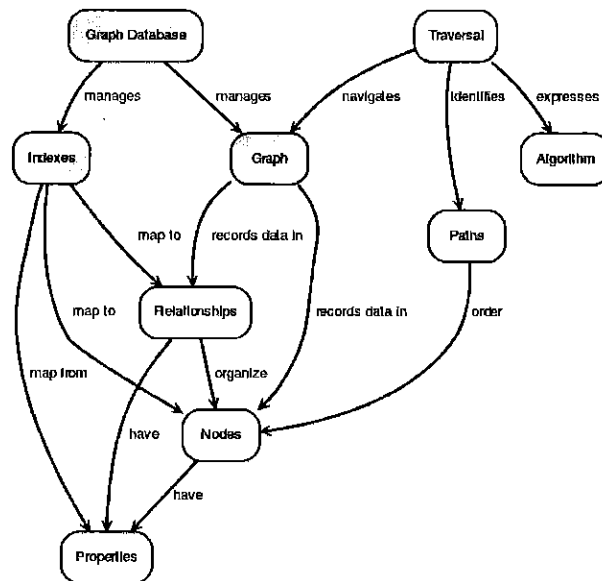 Graph Database
Traversal
manages
manages
navigates
identifies
expresses
Indexes
Graph
Algorithm
map to
records data in
Paths
Relationships
map to
records data in
order
map from
organize
have
Nodes
have
Properties